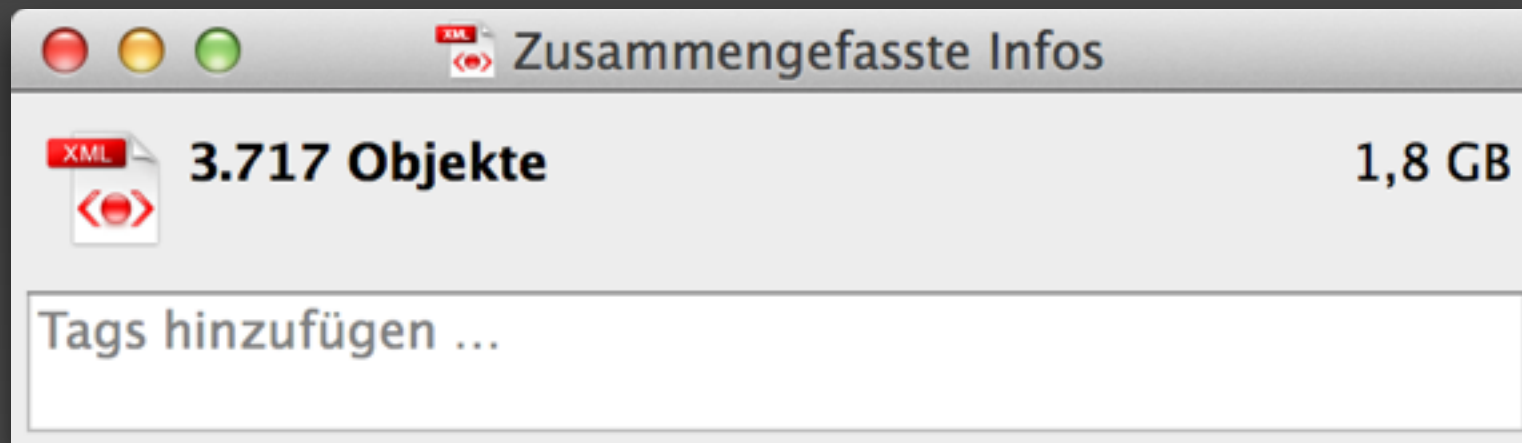 XML Zusammengefasste Infos
XML 3.717 Objekte 1,8 GB
Tags hinzufügen ...